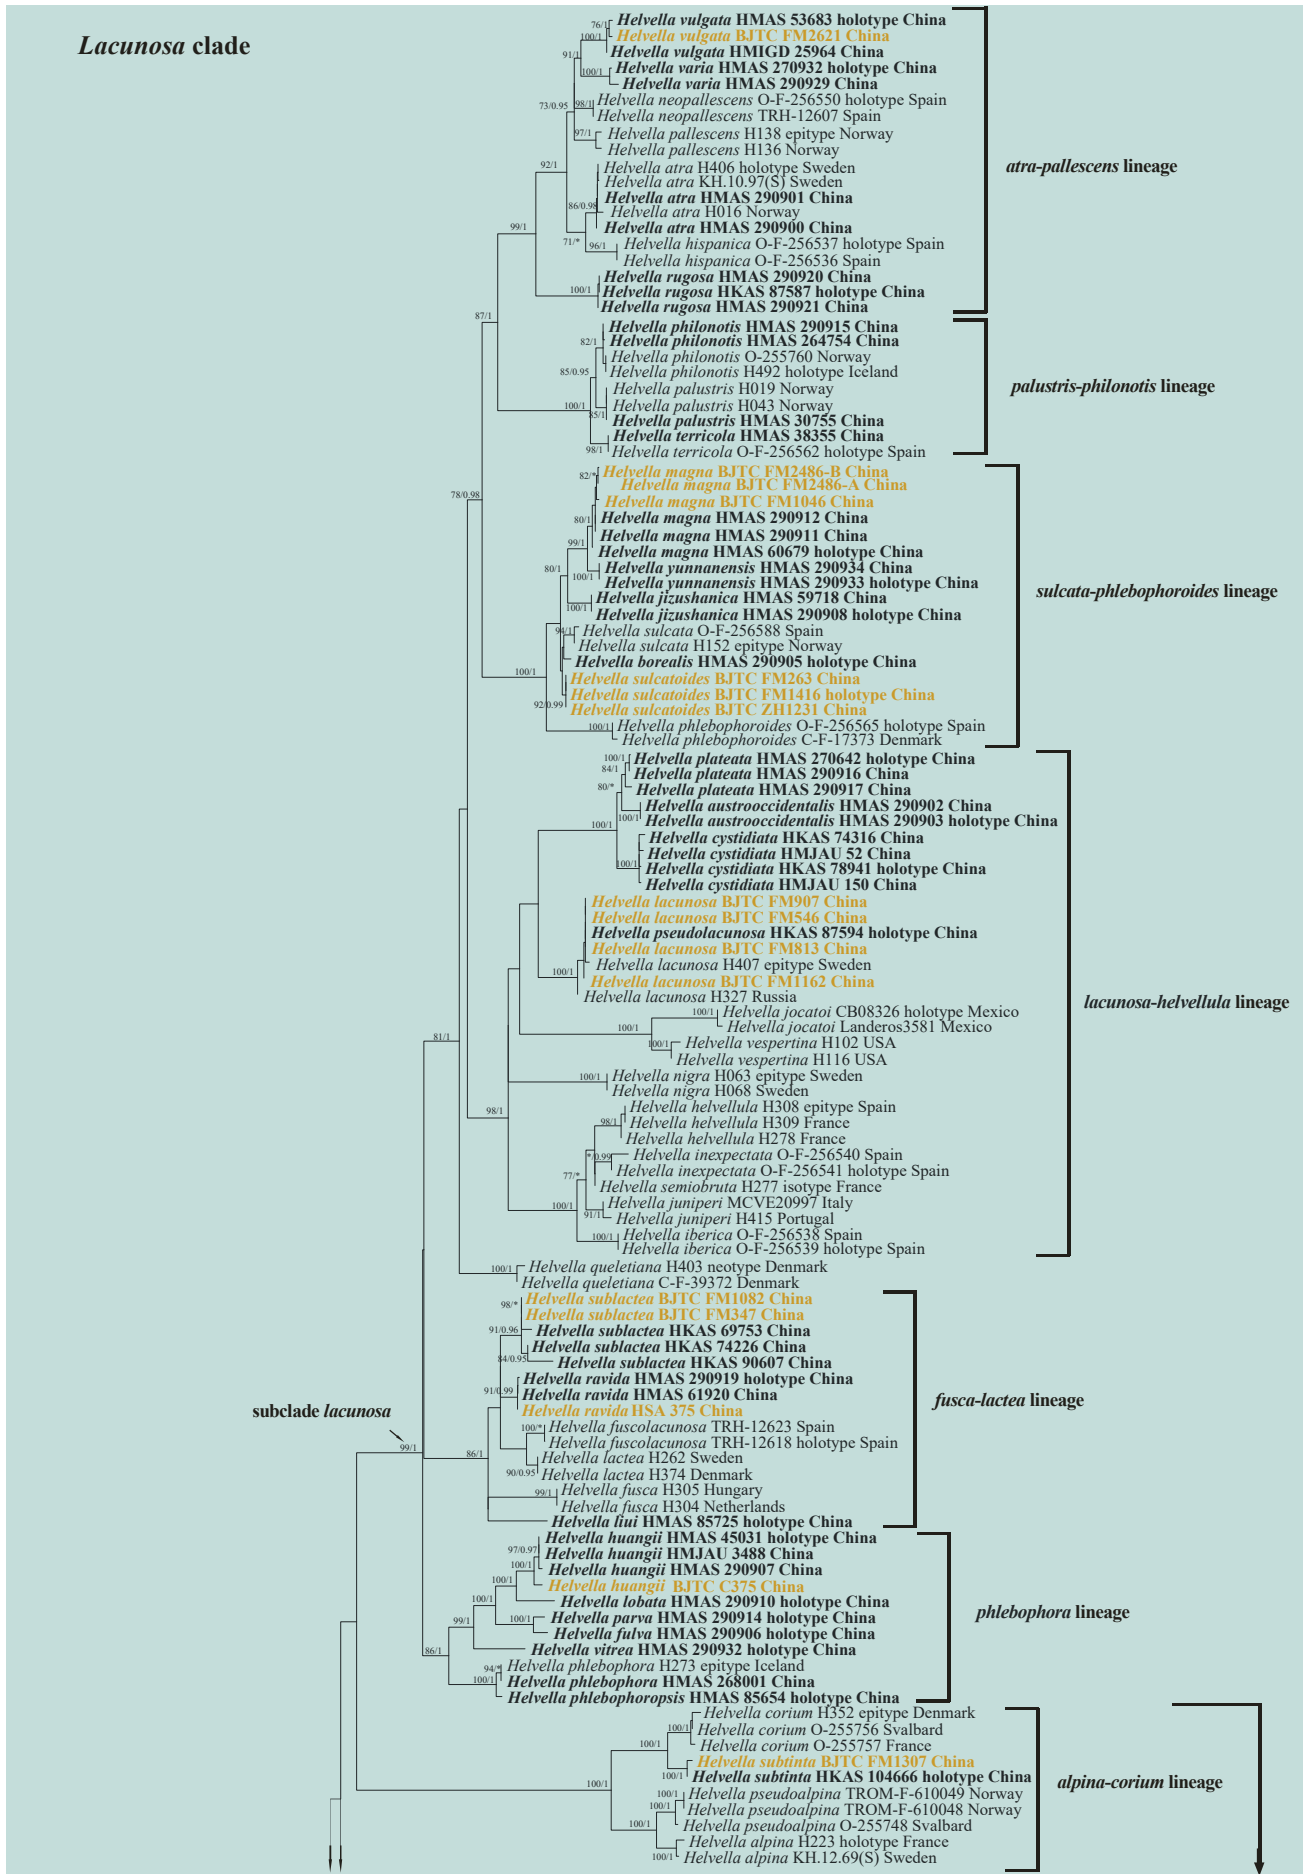 Lacunosa clade
76/1
Helvella vulgata HMAS 53683 holotype China
100/1
Helvella vulgata BJTC FM2621 China
Helvella vulgata HMIGD 25964 China
91/1
Helvella varia HMAS 270932 holotype China
100/1
Helvella varia HMAS 290929 China
73/0.95
98/1
Helvella neopallescens O-F-256550 holotype Spain
Helvella neopallescens TRH-12607 Spain
97/1
Helvella pallescens H138 epitype Norway
Helvella pallescens H136 Norway
92/1
Helvella atra H406 holotype Sweden
Helvella atra KH.10.97(S) Sweden
Helvella atra HMAS 290901 China
86/0.98
Helvella atra H016 Norway
Helvella atra HMAS 290900 China
71/*
96/1
Helvella hispanica O-F-256537 holotype Spain
Helvella hispanica O-F-256536 Spain
99/1
Helvella rugosa HMAS 290920 China
100/1
Helvella rugosa HKAS 87587 holotype China
Helvella rugosa HMAS 290921 China
atra-pallescens lineage
87/1
Helvella philonotis HMAS 290915 China
82/1
Helvella philonotis HMAS 264754 China
Helvella philonotis O-255760 Norway
85/0.95
Helvella philonotis H492 holotype Iceland
Helvella palustris H019 Norway
100/1
Helvella palustris H043 Norway
85/1
Helvella palustris HMAS 30755 China
Helvella terricola HMAS 38355 China
98/1
Helvella terricola O-F-256562 holotype Spain
palustris-philonotis lineage
78/0.98
82/*
Helvella magna BJTC FM2486-B China
Helvella magna BJTC FM2486-A China
Helvella magna BJTC FM1046 China
80/1
Helvella magna HMAS 290912 China
Helvella magna HMAS 290911 China
99/1
Helvella magna HMAS 60679 holotype China
80/1
Helvella yunnanensis HMAS 290934 China
100/1
Helvella yunnanensis HMAS 290933 holotype China
Helvella jizushanica HMAS 59718 China
100/1
Helvella jizushanica HMAS 290908 holotype China
94/1
Helvella sulcata O-F-256588 Spain
Helvella sulcata H152 epitype Norway
Helvella borealis HMAS 290905 holotype China
100/1
Helvella sulcatoides BJTC FM263 China
Helvella sulcatoides BJTC FM1416 holotype China
92/0.99
Helvella sulcatoides BJTC ZH1231 China
100/1
Helvella phlebophoroides O-F-256565 holotype Spain
Helvella phlebophoroides C-F-17373 Denmark
sulcata-phlebophoroides lineage
100/1
Helvella plateata HMAS 270642 holotype China
84/1
Helvella plateata HMAS 290916 China
80/*
Helvella plateata HMAS 290917 China
Helvella austrooccidentalis HMAS 290902 China
100/1
Helvella austrooccidentalis HMAS 290903 holotype China
100/1
Helvella cystidiata HKAS 74316 China
Helvella cystidiata HMJAU 52 China
100/1
Helvella cystidiata HKAS 78941 holotype China
Helvella cystidiata HMJAU 150 China
Helvella lacunosa BJTC FM907 China
Helvella lacunosa BJTC FM546 China
Helvella pseudolacunosa HKAS 87594 holotype China
Helvella lacunosa BJTC FM813 China
Helvella lacunosa H407 epitype Sweden
100/1
Helvella lacunosa BJTC FM1162 China
Helvella lacunosa H327 Russia
100/1
Helvella jocatoi CB08326 holotype Mexico
100/1
Helvella jocatoi Landeros3581 Mexico
100/1
Helvella vespertina H102 USA
Helvella vespertina H116 USA
81/1
100/1
Helvella nigra H063 epitype Sweden
Helvella nigra H068 Sweden
98/1
Helvella helvellula H308 epitype Spain
98/1
Helvella helvellula H309 France
Helvella helvellula H278 France
*/0.99
Helvella inexpectata O-F-256540 Spain
Helvella inexpectata O-F-256541 holotype Spain
77/*
Helvella semiobruta H277 isotype France
100/1
Helvella juniperi MCVE20997 Italy
91/1
Helvella juniperi H415 Portugal
100/1
Helvella iberica O-F-256538 Spain
Helvella iberica O-F-256539 holotype Spain
lacunosa-helvellula lineage
100/1
Helvella queletiana H403 neotype Denmark
Helvella queletiana C-F-39372 Denmark
98/*
Helvella sublactea BJTC FM1082 China
Helvella sublactea BJTC FM347 China
91/0.96
Helvella sublactea HKAS 69753 China
Helvella sublactea HKAS 74226 China
84/0.95
Helvella sublactea HKAS 90607 China
Helvella ravida HMAS 290919 holotype China
91/0.99
Helvella ravida HMAS 61920 China
Helvella ravida HSA 375 China
100/*
Helvella fuscolacunosa TRH-12623 Spain
Helvella fuscolacunosa TRH-12618 holotype Spain
86/1
Helvella lactea H262 Sweden
90/0.95
Helvella lactea H374 Denmark
99/1
Helvella fusca H305 Hungary
Helvella fusca H304 Netherlands
Helvella liui HMAS 85725 holotype China
fusca-lactea lineage
subclade lacunosa
99/1
Helvella huangii HMAS 45031 holotype China
97/0.97
Helvella huangii HMJAU 3488 China
100/1
Helvella huangii HMAS 290907 China
100/1
Helvella huangii BJTC C375 China
100/1
Helvella lobata HMAS 290910 holotype China
99/1
100/1
Helvella parva HMAS 290914 holotype China
Helvella fulva HMAS 290906 holotype China
86/1
Helvella vitrea HMAS 290932 holotype China
94/*
Helvella phlebophora H273 epitype Iceland
100/1
Helvella phlebophora HMAS 268001 China
Helvella phlebophoropsis HMAS 85654 holotype China
phlebophora lineage
Helvella corium H352 epitype Denmark
100/1
Helvella corium O-255756 Svalbard
100/1
Helvella corium O-255757 France
Helvella subtinta BJTC FM1307 China
100/1
Helvella subtinta HKAS 104666 holotype China
100/1
100/1
Helvella pseudoalpina TROM-F-610049 Norway
100/1
Helvella pseudoalpina TROM-F-610048 Norway
100/1
Helvella pseudoalpina O-255748 Svalbard
Helvella alpina H223 holotype France
100/1
Helvella alpina KH.12.69(S) Sweden
alpina-corium lineage